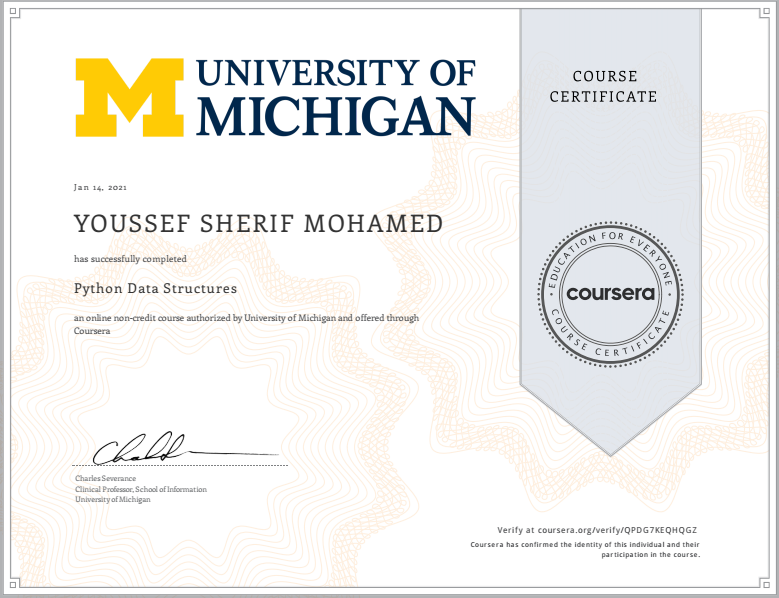 UNIVERSITY OF
MICHIGAN
COURSE
CERTIFICATE
Jan 14, 2021
YOUSSEF SHERIF MOHAMED
has successfully completed
Python Data Structures
an online non-credit course authorized by University of Michigan and offered through
Coursera
EDUCATION FOR EVERYONE
coursera
COURSE CERTIFICATE
Charles Severance
Clinical Professor, School of Information
University of Michigan
Verify at coursera.org/verify/QPDG7KEQHQGZ
Coursera has confirmed the identity of this individual and their
participation in the course.